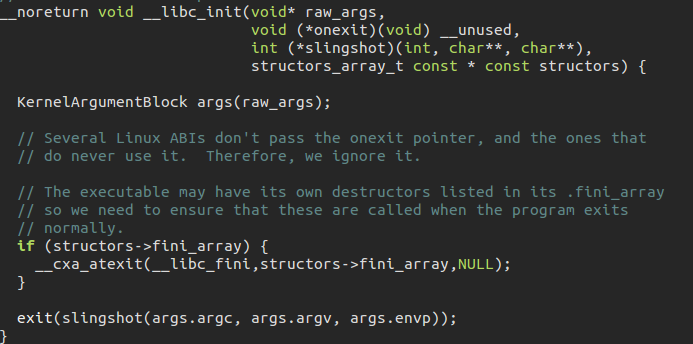 __noreturn void __libc_init(void* raw_args,
                            void (*onexit)(void) __unused,
                            int (*slingshot)(int, char**, char**),
                            structors_array_t const * const structors) {

  KernelArgumentBlock args(raw_args);

  // Several Linux ABIs don't pass the onexit pointer, and the ones that
  // do never use it.  Therefore, we ignore it.

  // The executable may have its own destructors listed in its .fini_array
  // so we need to ensure that these are called when the program exits
  // normally.
  if (structors->fini_array) {
    __cxa_atexit(__libc_fini,structors->fini_array,NULL);
  }

  exit(slingshot(args.argc, args.argv, args.envp));
}